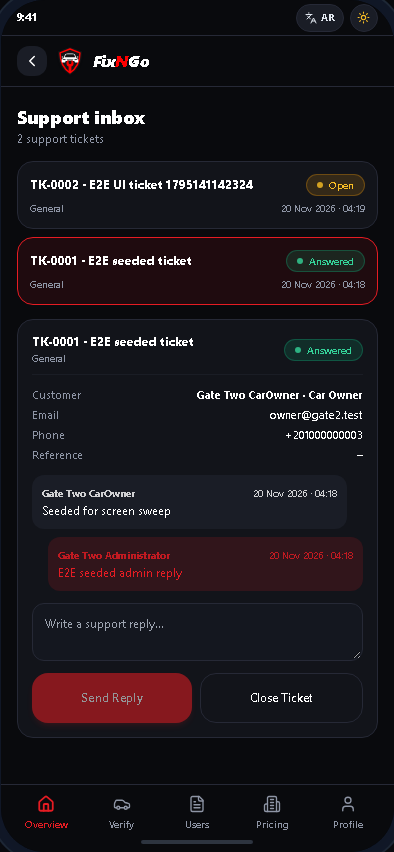 9:41
AR
FixNGo
Support inbox
2 support tickets
TK-0002 - E2E UI ticket 1795141142324
Open
General
20 Nov 2026 · 04:19
TK-0001 - E2E seeded ticket
Answered
General
20 Nov 2026 · 04:18
TK-0001 - E2E seeded ticket
General
Answered
Customer
Gate Two CarOwner · Car Owner
Email
owner@gate2.test
Phone
+201000000003
Reference
—
Gate Two CarOwner
20 Nov 2026 · 04:18
Seeded for screen sweep
Gate Two Administrator
20 Nov 2026 · 04:18
E2E seeded admin reply
Write a support reply...
Send Reply
Close Ticket
Overview
Verify
Users
Pricing
Profile